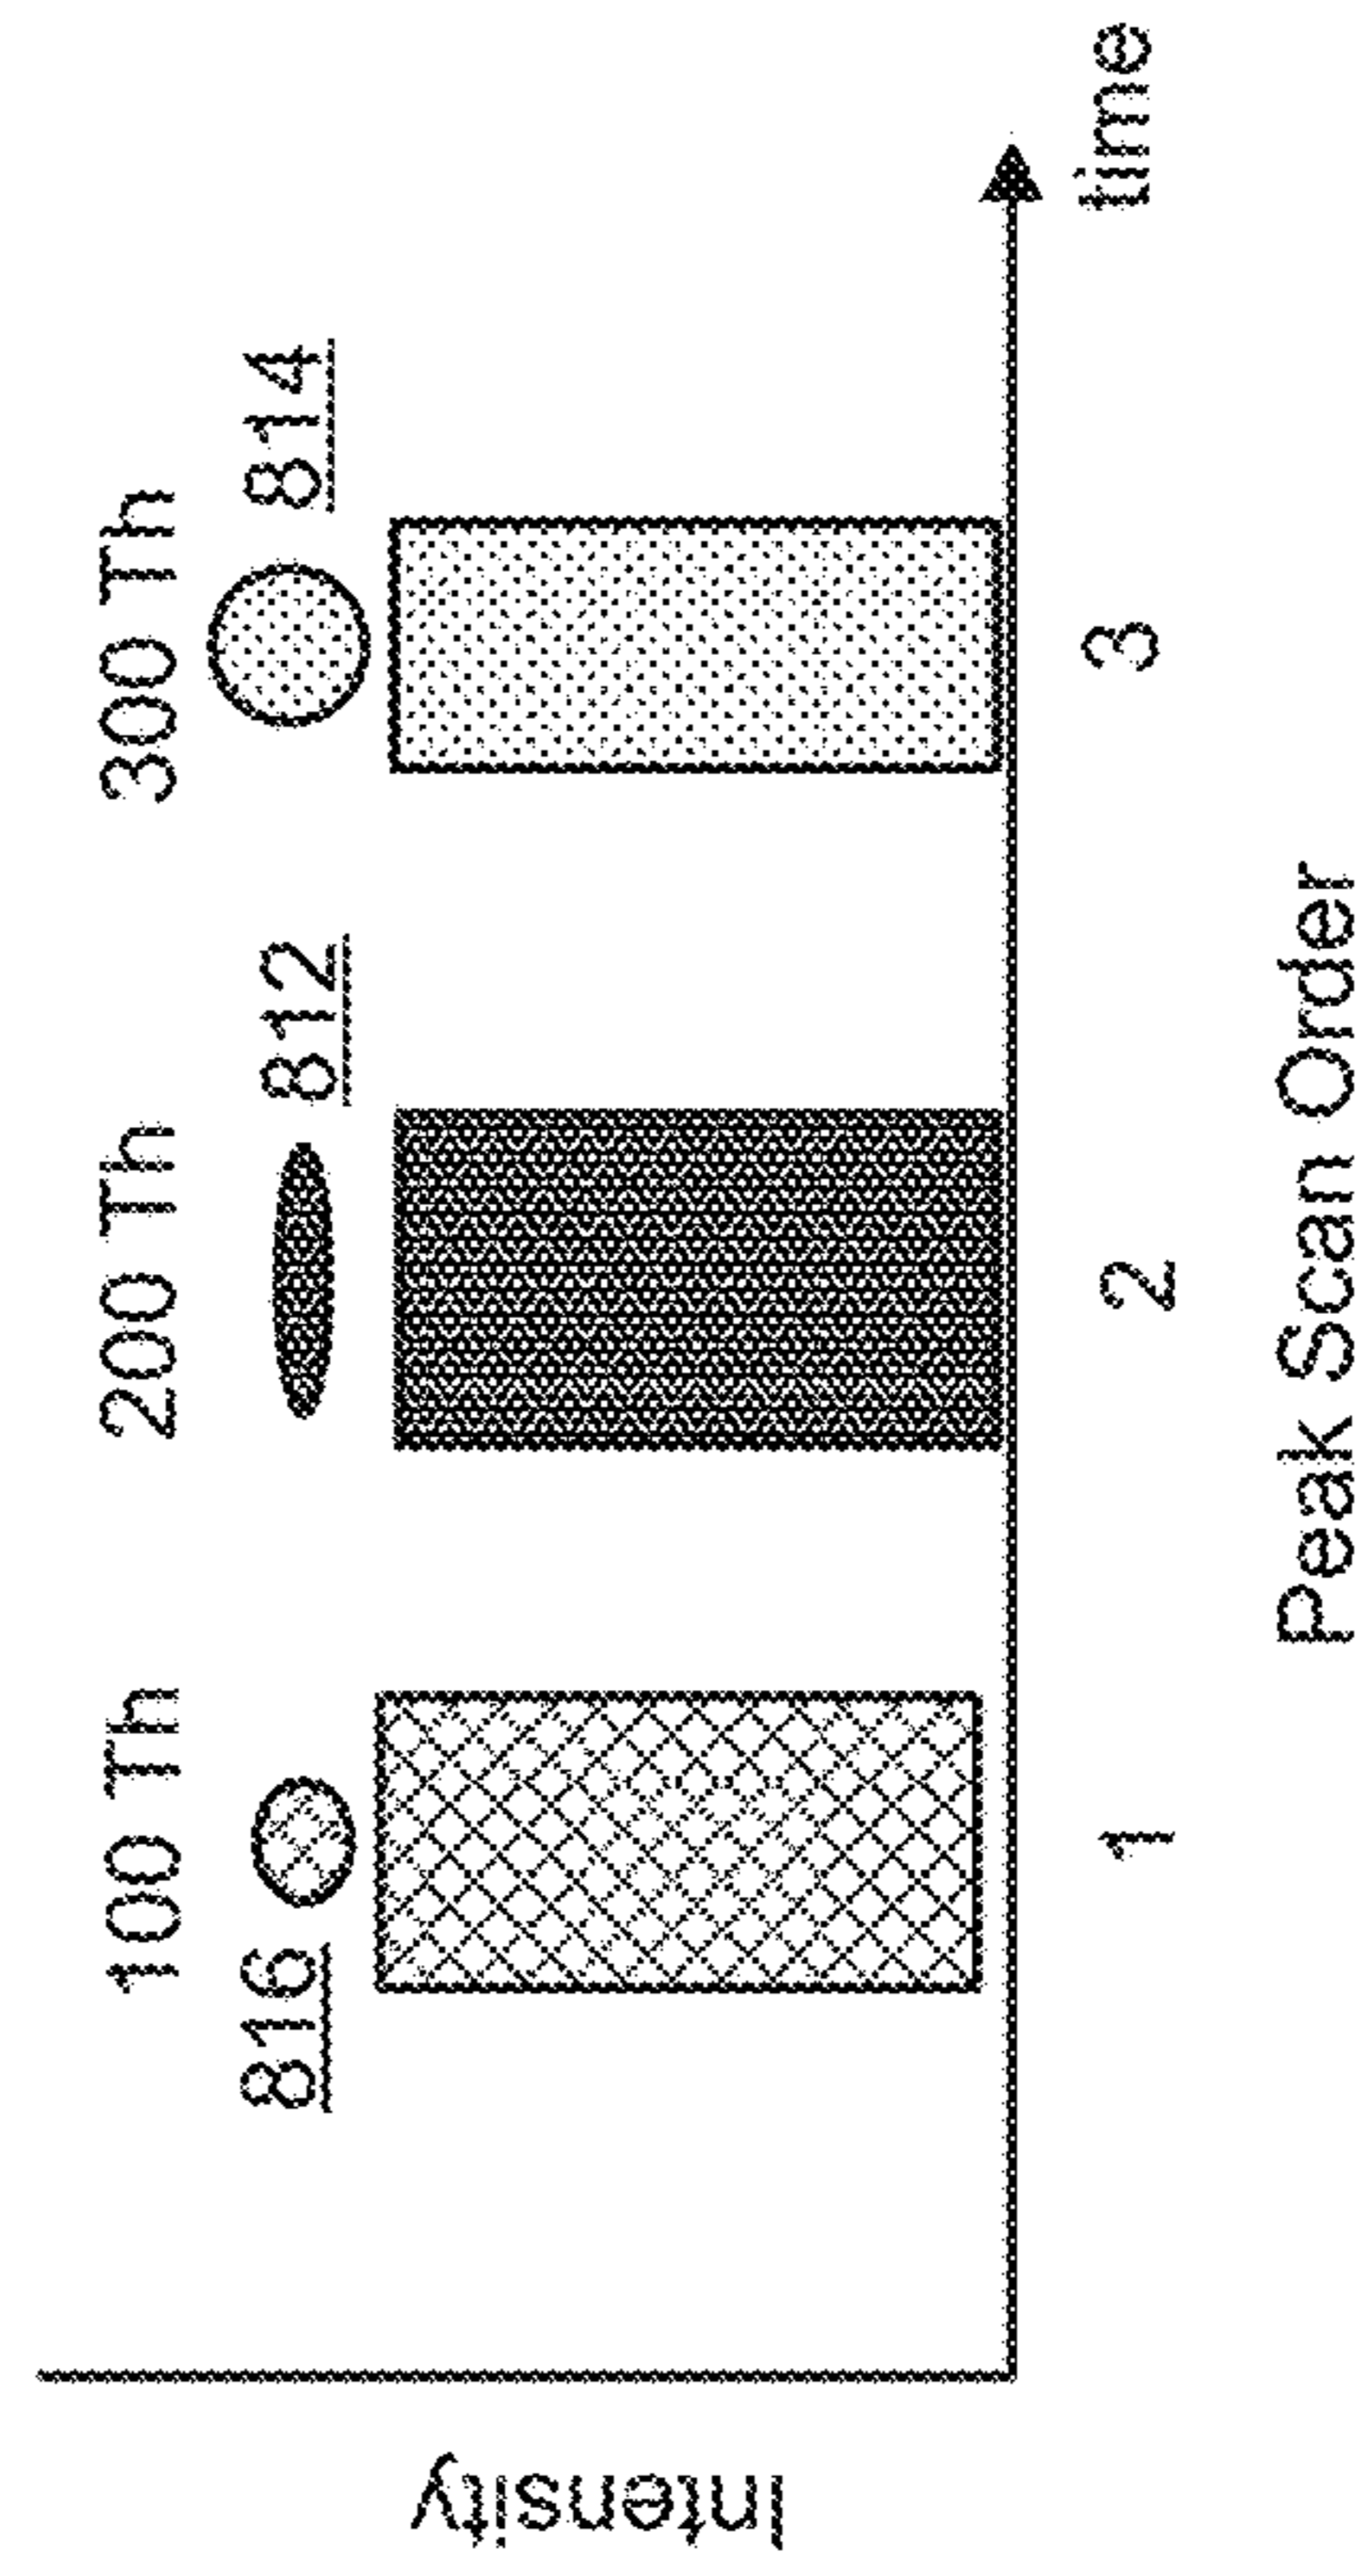 100 Th 200 Th 300 Th
816 812 814
Intensity
1 2 3 time
Peak Scan Order